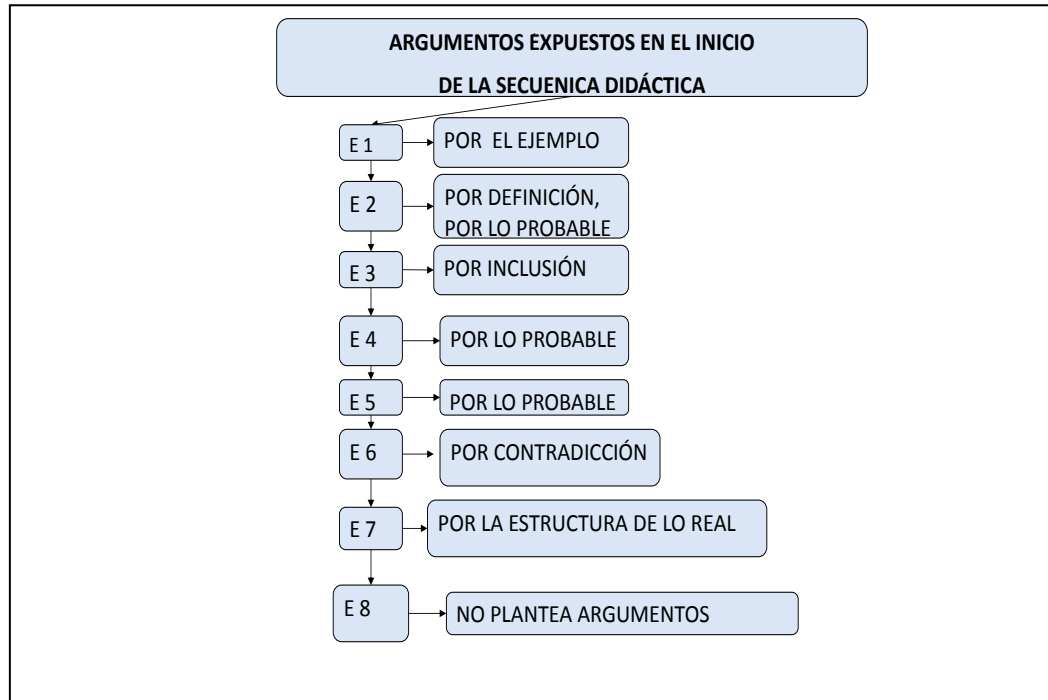 ARGUMENTOS EXPUESTOS EN EL INICIO
DE LA SECUENICA DIDÁCTICA
E 1
POR EL EJEMPLO
E 2
POR DEFINICIÓN,
POR LO PROBABLE
E 3
POR INCLUSIÓN
E 4
POR LO PROBABLE
E 5
POR LO PROBABLE
E 6
POR CONTRADICCIÓN
E 7
POR LA ESTRUCTURA DE LO REAL
E 8
NO PLANTEA ARGUMENTOS